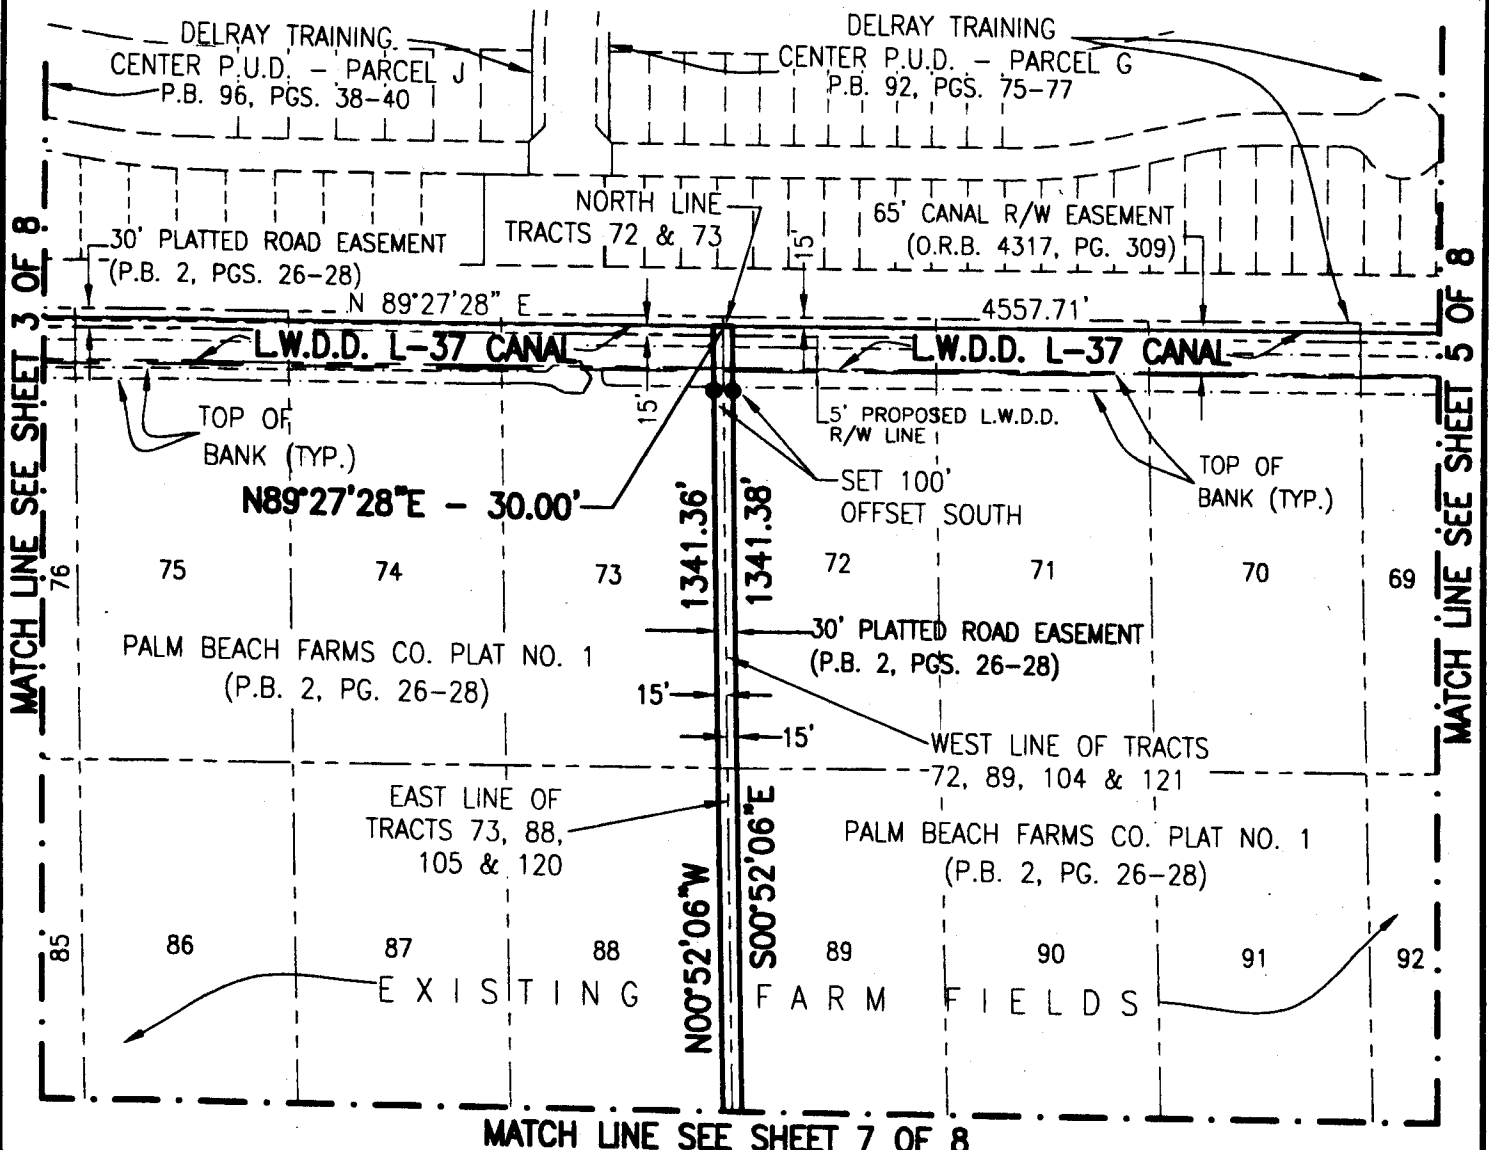 DELRAY TRAINING
CENTER P.U.D. – PARCEL J
P.B. 96, PGS. 38–40
DELRAY TRAINING
CENTER P.U.D. – PARCEL G
P.B. 92, PGS. 75–77
NORTH LINE
TRACTS 72 & 73
65' CANAL R/W EASEMENT
(O.R.B. 4317, PG. 309)
15'
30' PLATTED ROAD EASEMENT
(P.B. 2, PGS. 26–28)
N 89°27'28" E
4557.71'
L.W.D.D. L–37 CANAL
L.W.D.D. L–37 CANAL
TOP OF
BANK (TYP.)
15'
5' PROPOSED L.W.D.D.
R/W LINE
SET 100'
OFFSET SOUTH
TOP OF
BANK (TYP.)
N89°27'28"E – 30.00'
1341.36'
1341.38'
76
75
74
73
72
71
70
69
PALM BEACH FARMS CO. PLAT NO. 1
(P.B. 2, PG. 26–28)
30' PLATTED ROAD EASEMENT
(P.B. 2, PGS. 26–28)
15'
15'
WEST LINE OF TRACTS
72, 89, 104 & 121
EAST LINE OF
TRACTS 73, 88,
105 & 120
PALM BEACH FARMS CO. PLAT NO. 1
(P.B. 2, PG. 26–28)
N00°52'06"W
S00°52'06"E
85
86
87
88
89
90
91
92
EXISTING FARM FIELDS
MATCH LINE SEE SHEET 3 OF 8
MATCH LINE SEE SHEET 5 OF 8
MATCH LINE SEE SHEET 7 OF 8